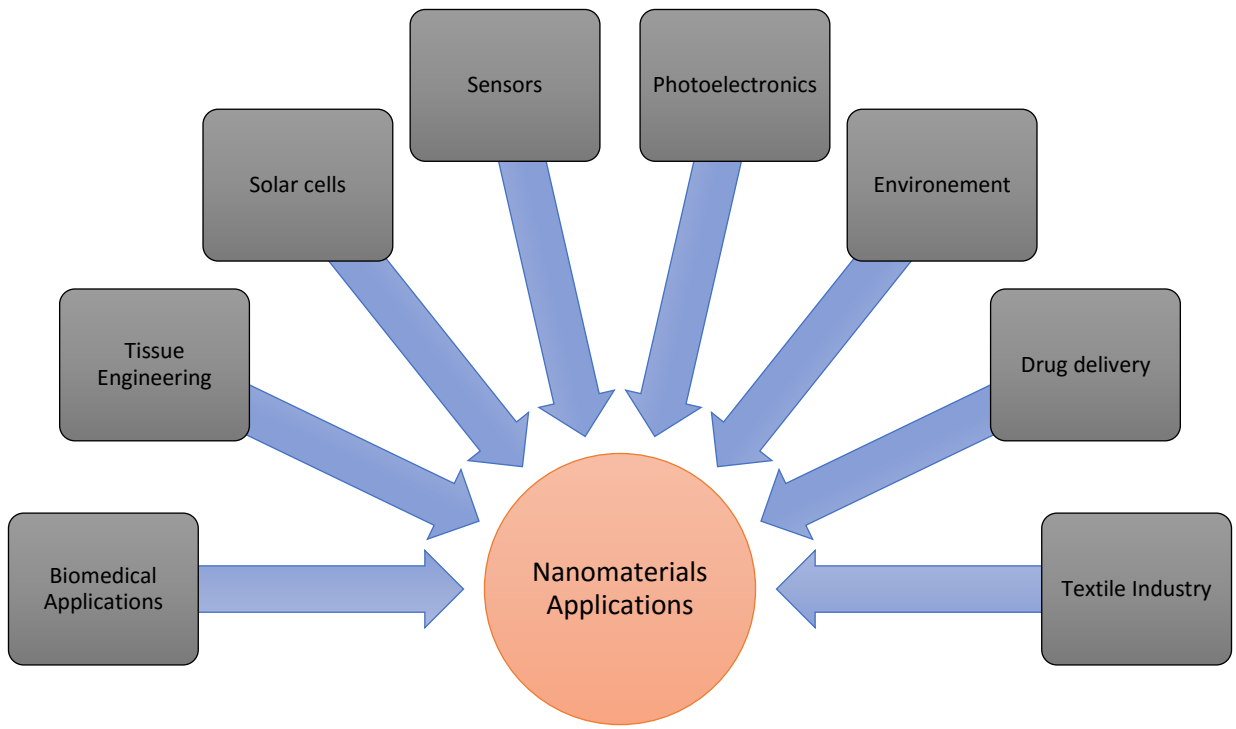 Sensors
Photoelectronics
Solar cells
Environement
Tissue
Engineering
Drug delivery
Biomedical
Applications
Nanomaterials
Applications
Textile Industry